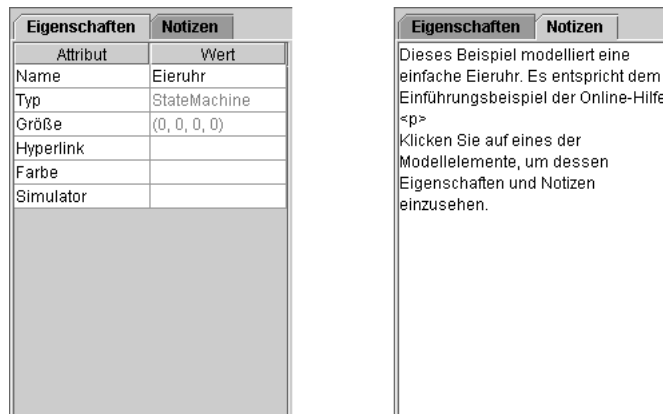 Eigenschaften Notizen
Attribut Wert
Name Eieruhr
Typ StateMachine
Größe (0, 0, 0, 0)
Hyperlink
Farbe
Simulator
Eigenschaften Notizen
Dieses Beispiel modelliert eine
einfache Eieruhr. Es entspricht dem
Einführungsbeispiel der Online-Hilfe
<p>
Klicken Sie auf eines der
Modellelemente, um dessen
Eigenschaften und Notizen
einzusehen.